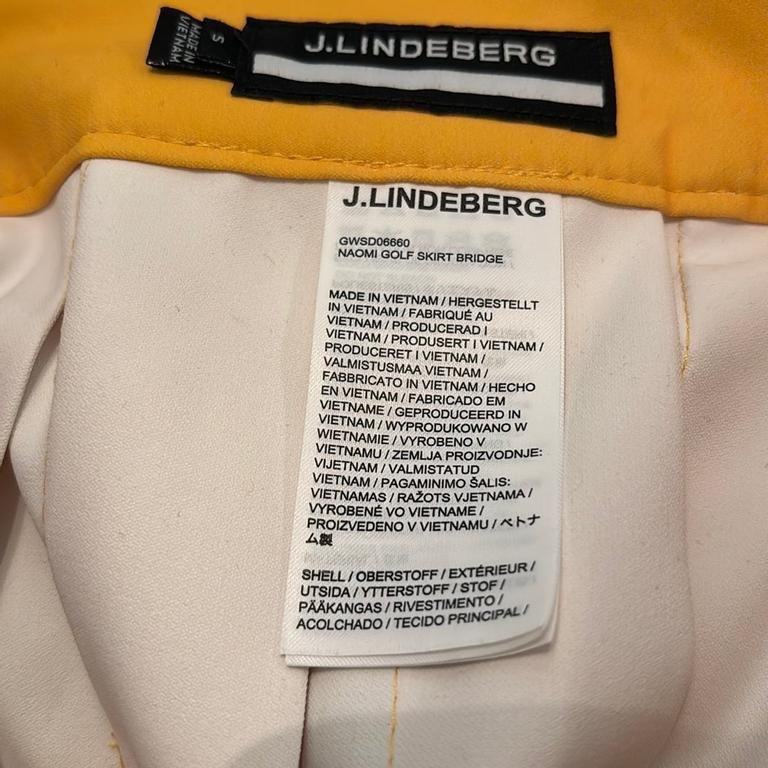 J.LINDEBERG
S
MADE IN
VIETNAM
J.LINDEBERG
GWSD06660
NAOMI GOLF SKIRT BRIDGE
MADE IN VIETNAM / HERGESTELLT
IN VIETNAM / FABRIQUÉ AU
VIETNAM / PRODUCERAD I
VIETNAM / PRODUSERT I VIETNAM /
PRODUCERET I VIETNAM /
VALMISTUSMAA VIETNAM /
FABBRICATO IN VIETNAM / HECHO
EN VIETNAM / FABRICADO EM
VIETNAME / GEPRODUCEERD IN
VIETNAM / WYPRODUKOWANO W
WIETNAMIE / VYROBENO V
VIETNAMU / ZEMLJA PROIZVODNJE:
VIJETNAM / VALMISTATUD
VIETNAM / PAGAMINIMO ŠALIS:
VIETNAMAS / RAŽOTS VJETNAMA /
VYROBENÉ VO VIETNAME /
PROIZVEDENO V VIETNAMU / ベトナ
ム製
SHELL / OBERSTOFF / EXTÉRIEUR /
UTSIDA / YTTERSTOFF / STOF /
PÄÄKANGAS / RIVESTIMENTO /
ACOLCHADO / TECIDO PRINCIPAL /